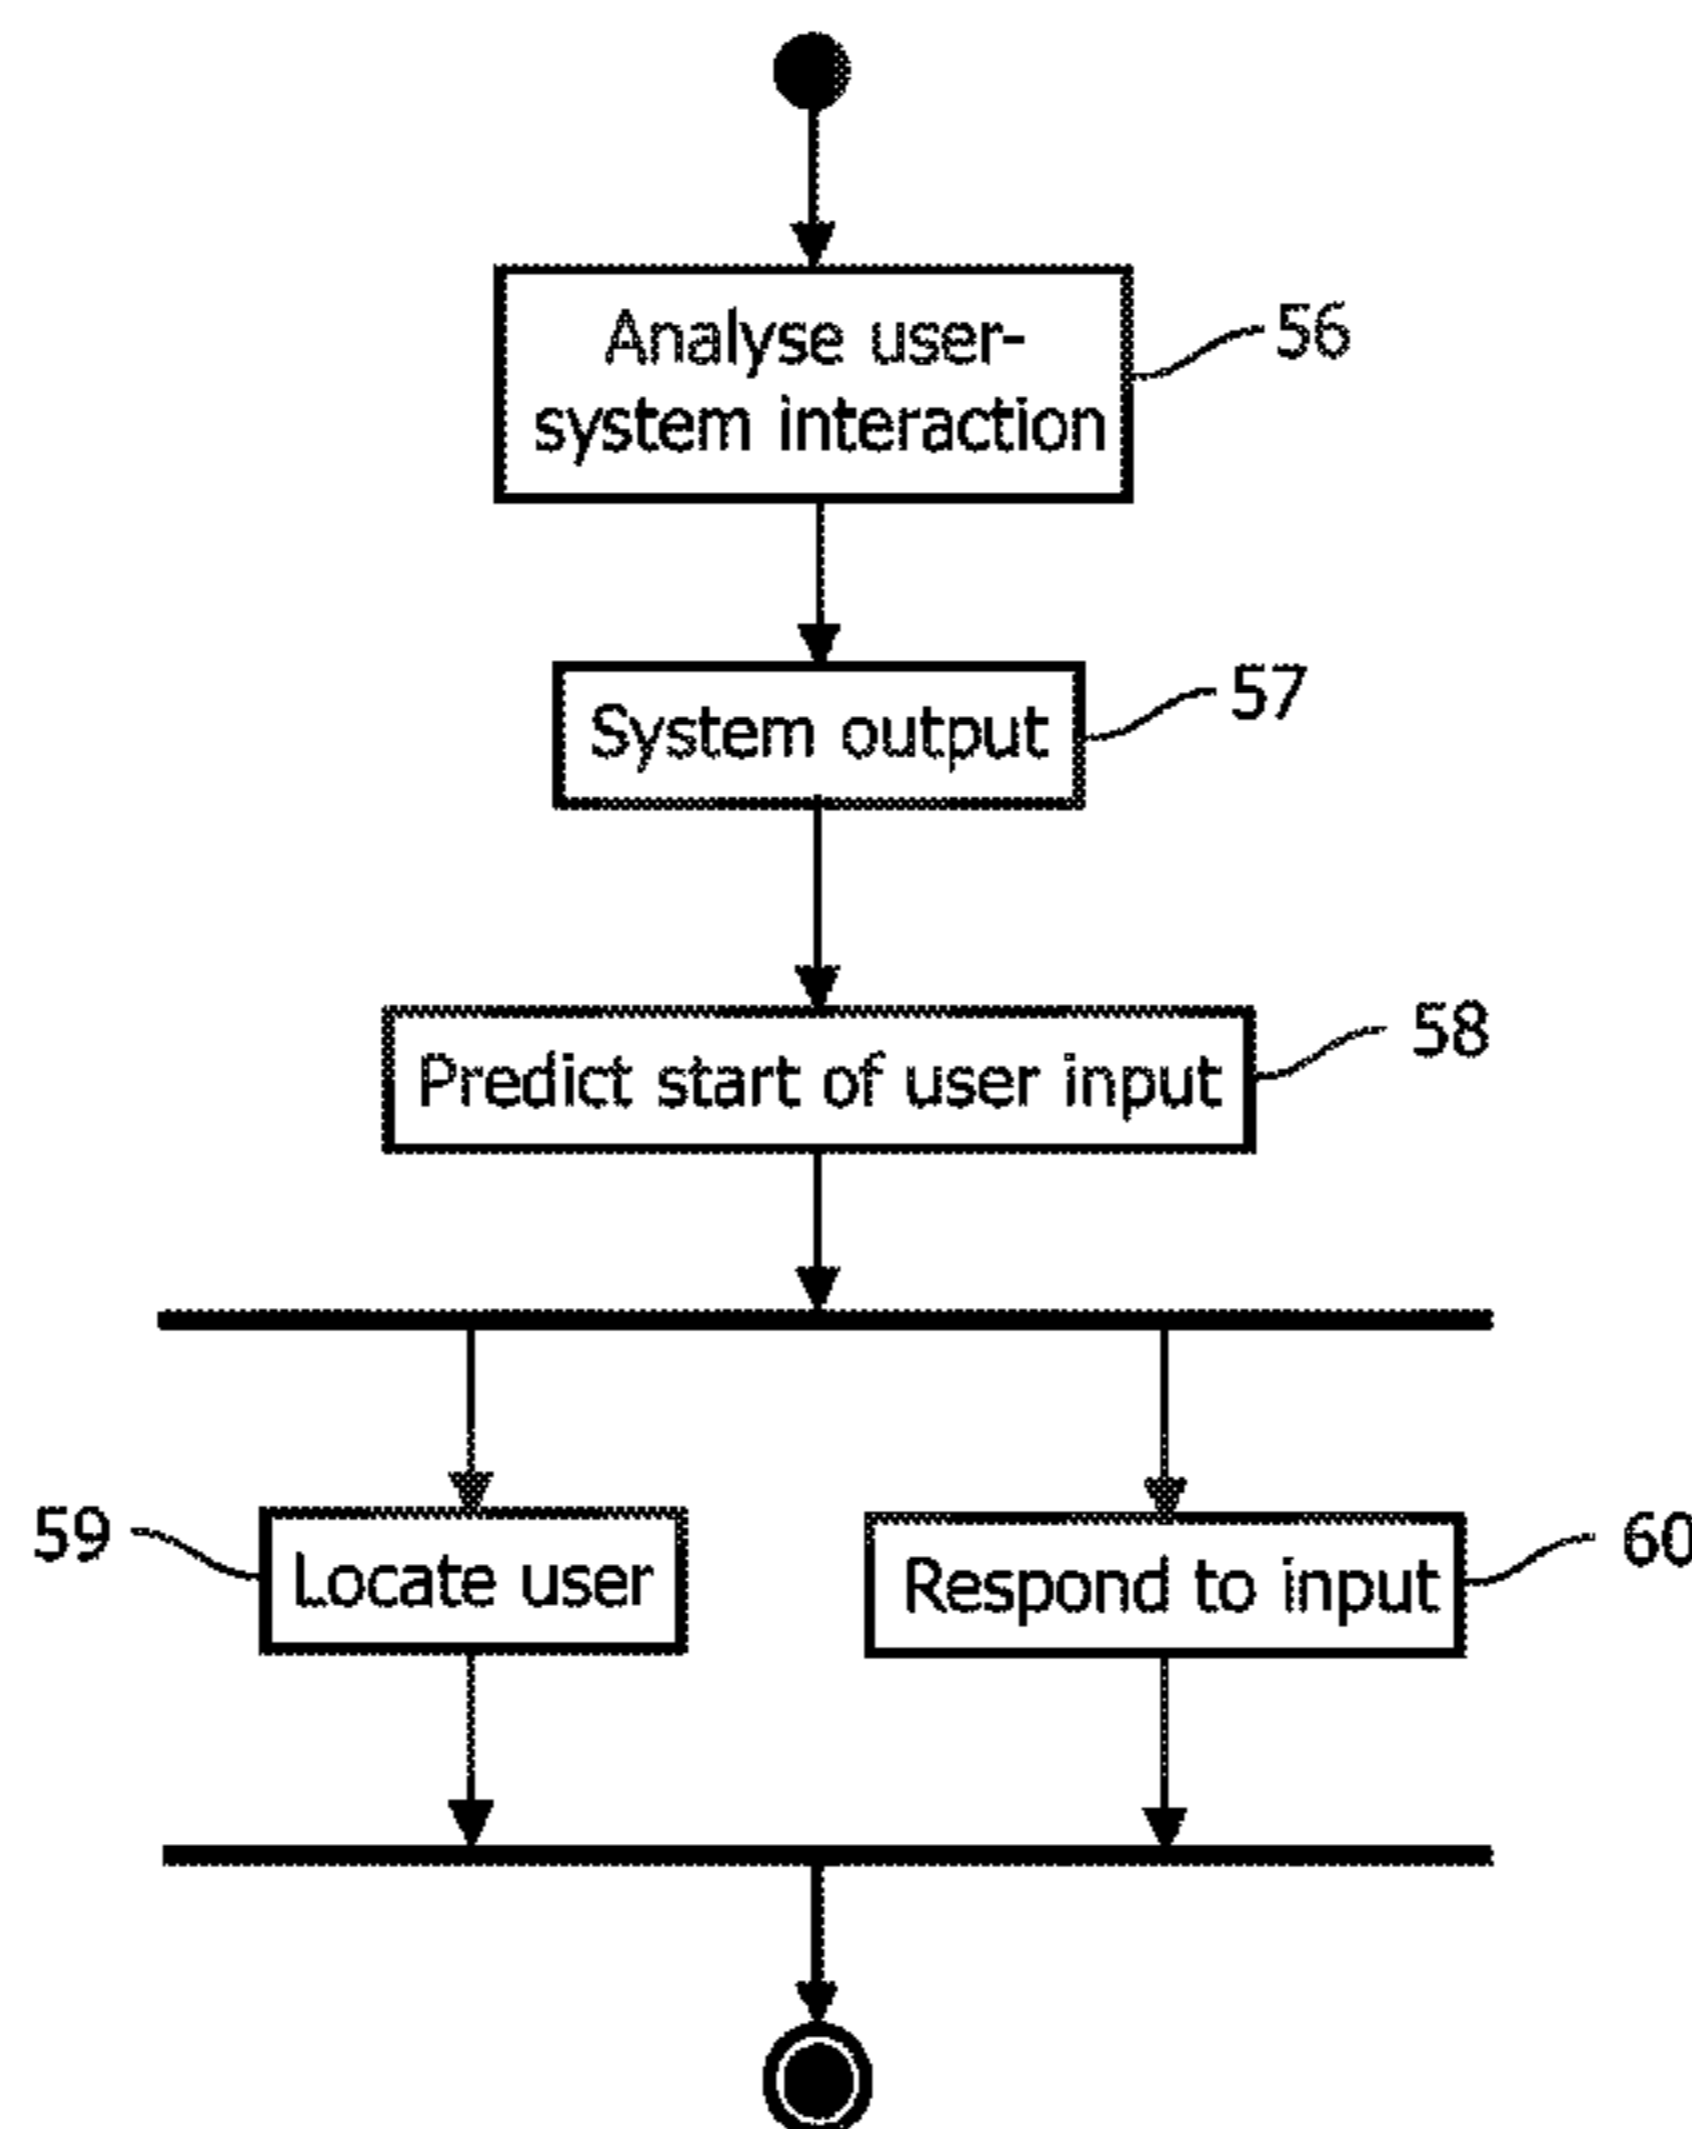 Analyse user-
system interaction
56
System output
57
Predict start of user input
58
59
Locate user
Respond to input
60